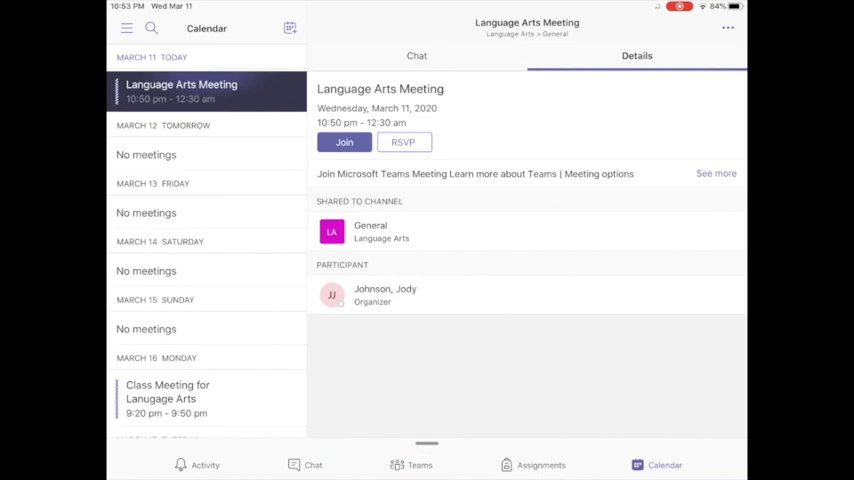 10:53 PM Wed Mar 11
84%
Calendar
MARCH 11 TODAY
Language Arts Meeting
10:50 pm - 12:30 am
MARCH 12 TOMORROW
No meetings
MARCH 13 FRIDAY
No meetings
MARCH 14 SATURDAY
No meetings
MARCH 15 SUNDAY
No meetings
MARCH 16 MONDAY
Class Meeting for
Lanugage Arts
9:20 pm - 9:50 pm
Language Arts Meeting
Language Arts > General
Chat
Details
Language Arts Meeting
Wednesday, March 11, 2020
10:50 pm - 12:30 am
Join
RSVP
Join Microsoft Teams Meeting Learn more about Teams | Meeting options
See more
SHARED TO CHANNEL
LA
General
Language Arts
PARTICIPANT
JJ
Johnson, Jody
Organizer
Activity
Chat
Teams
Assignments
Calendar